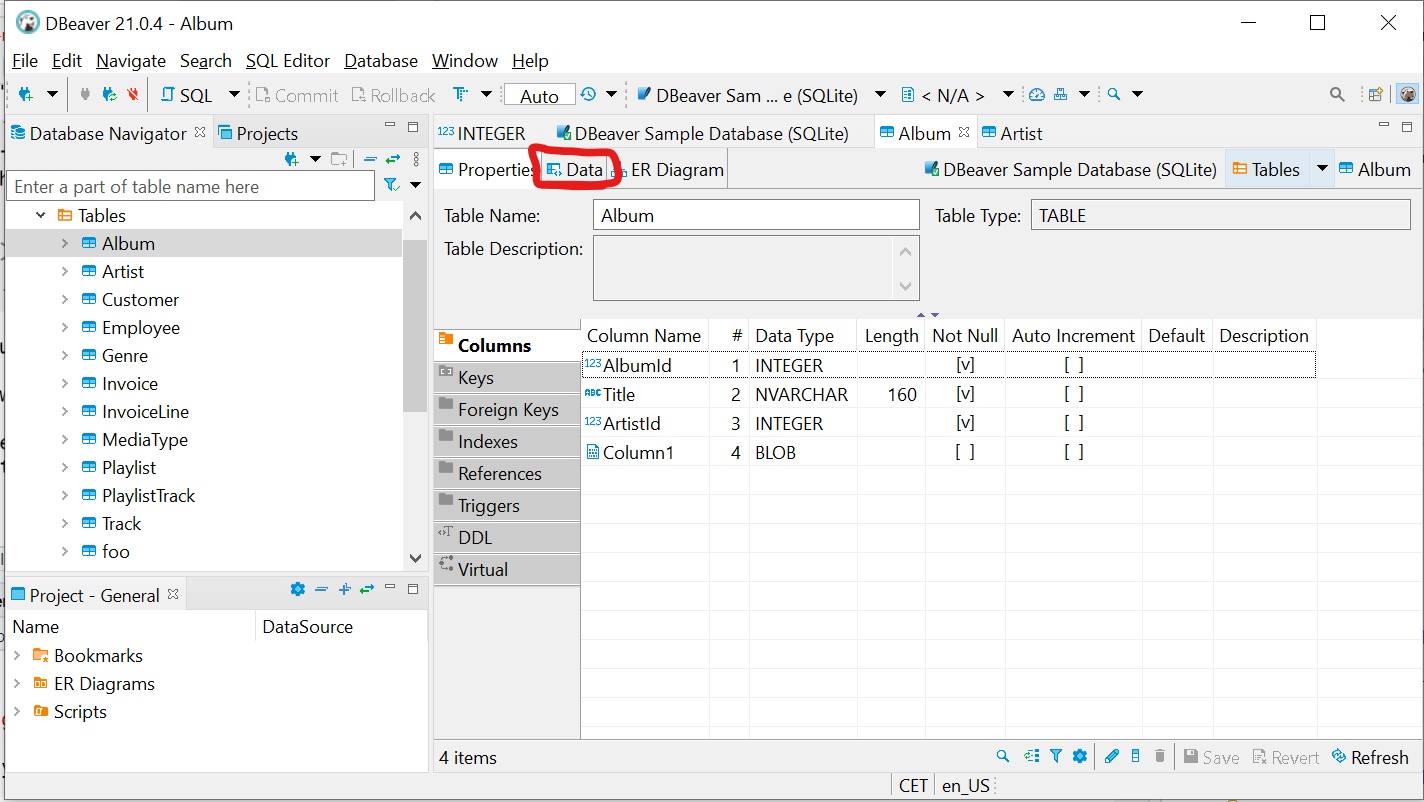 DBeaver 21.0.4 - Album
File Edit Navigate Search SQL Editor Database Window Help
SQL Commit Rollback Auto DBeaver Sam ... e (SQLite) < N/A >
Database Navigator Projects
Enter a part of table name here
Tables
Album
Artist
Customer
Employee
Genre
Invoice
InvoiceLine
MediaType
Playlist
PlaylistTrack
Track
foo
Project - General
Name DataSource
Bookmarks
ER Diagrams
Scripts
123 INTEGER DBeaver Sample Database (SQLite) Album Artist
Properties Data ER Diagram DBeaver Sample Database (SQLite) Tables Album
Table Name: Album Table Type: TABLE
Table Description:
Columns
Keys
Foreign Keys
Indexes
References
Triggers
DDL
Virtual
Column Name # Data Type Length Not Null Auto Increment Default Description
123 AlbumId 1 INTEGER [v] [ ]
ABC Title 2 NVARCHAR 160 [v] [ ]
123 ArtistId 3 INTEGER [v] [ ]
Column1 4 BLOB [ ] [ ]
4 items Save Revert Refresh
CET en_US